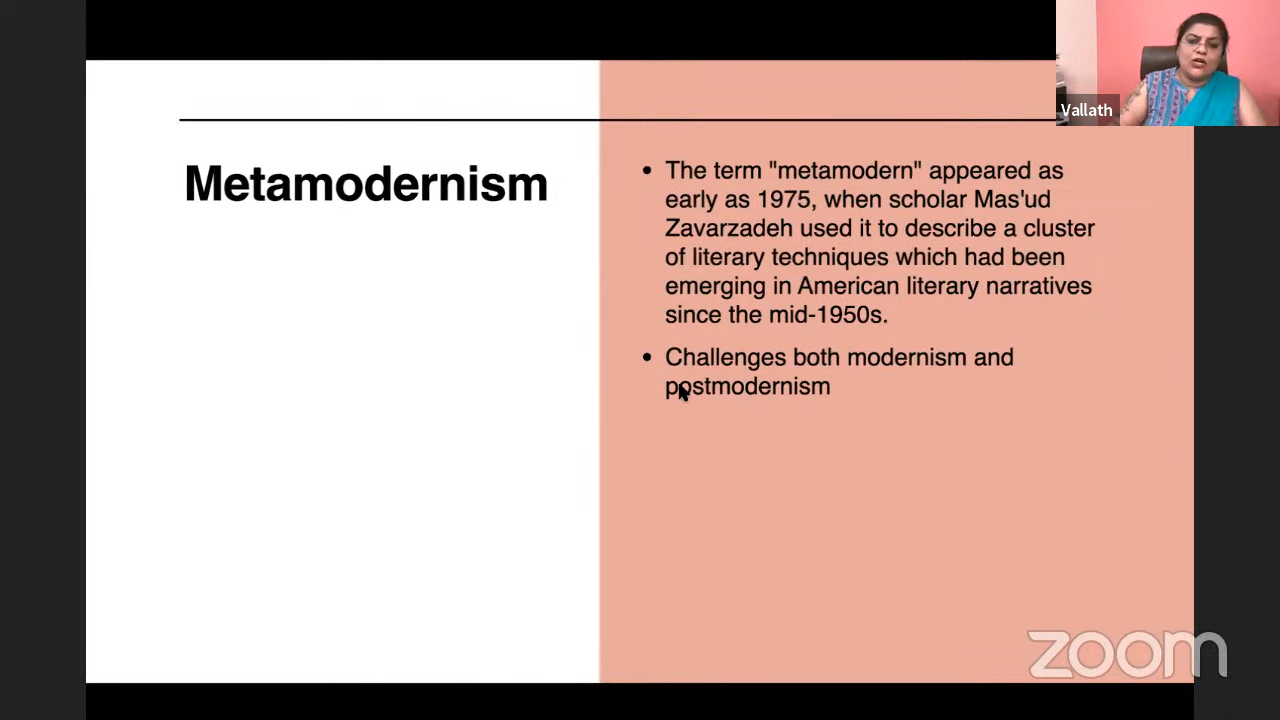 Vallath
Metamodernism
• The term "metamodern" appeared as
early as 1975, when scholar Mas'ud
Zavarzadeh used it to describe a cluster
of literary techniques which had been
emerging in American literary narratives
since the mid-1950s.
• Challenges both modernism and
postmodernism
zoom